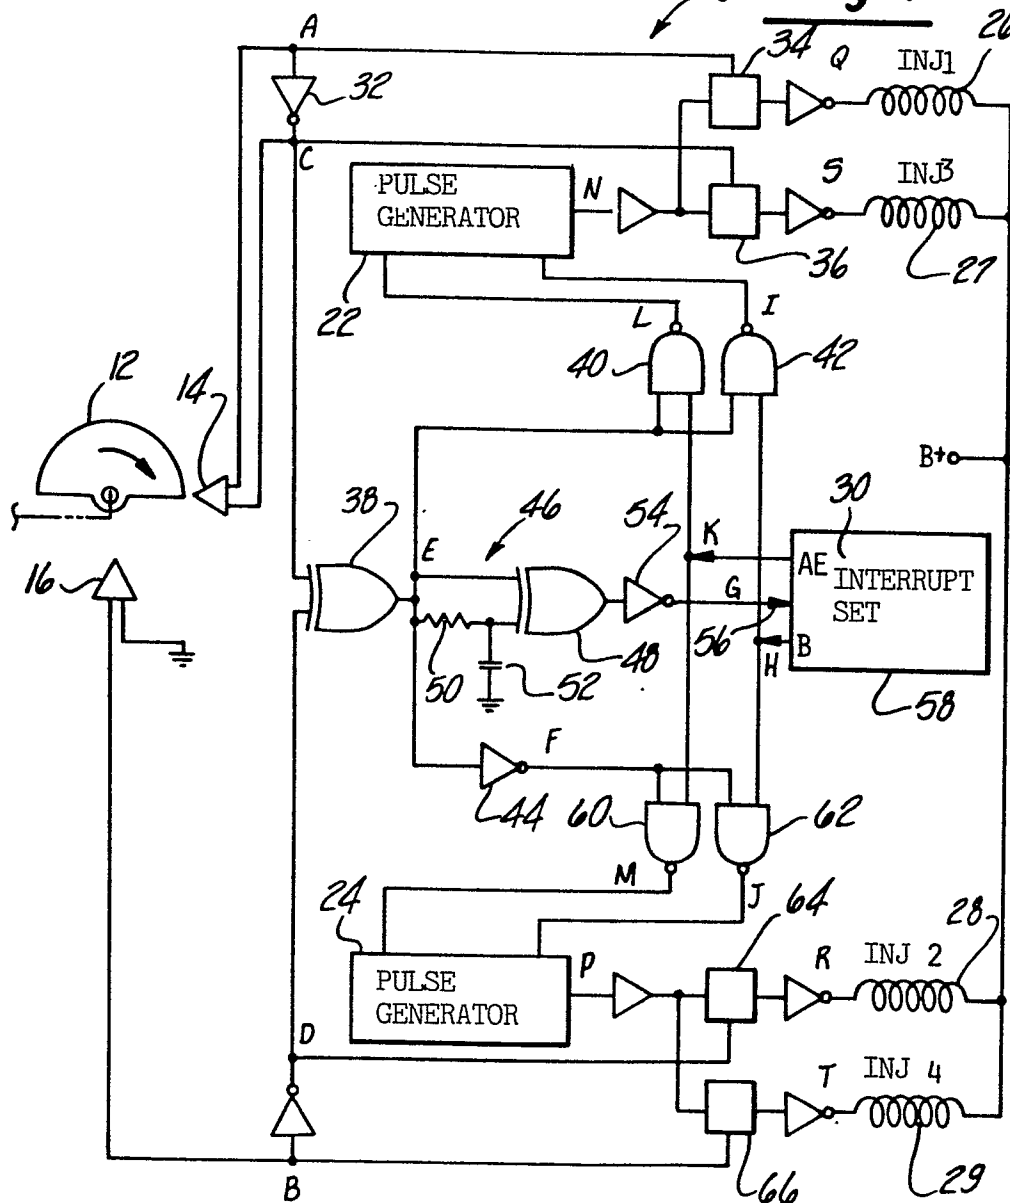 A
32
34
Q
INJ1
26
C
PULSE
GENERATOR
N
S
INJ3
22
36
27
L
I
40
42
12
14
B+
38
E
46
54
K
30
AE
INTERRUPT
SET
16
G
56
B
H
50
52
48
58
F
44
60
62
M
J
24
64
28
PULSE
GENERATOR
P
R
INJ 2
D
T
INJ 4
B
66
29